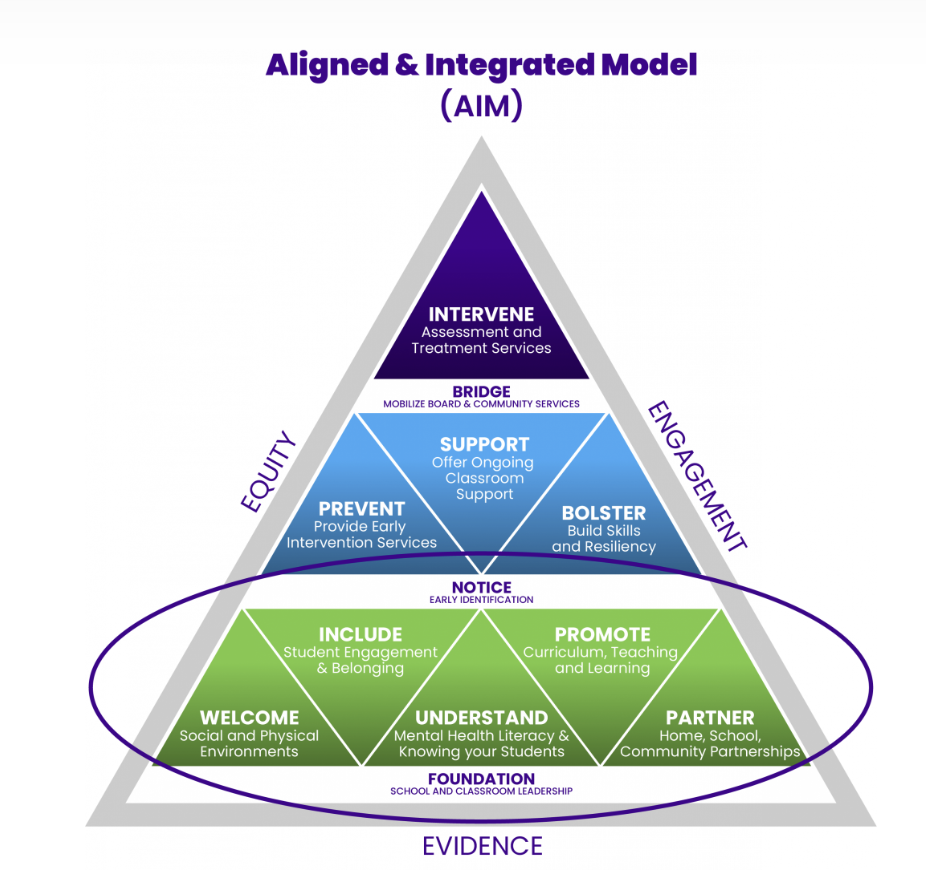 Aligned & Integrated Model
(AIM)
INTERVENE
Assessment and
Treatment Services
BRIDGE
MOBILIZE BOARD & COMMUNITY SERVICES
EQUITY
ENGAGEMENT
SUPPORT
Offer Ongoing
Classroom
Support
PREVENT
Provide Early
Intervention Services
BOLSTER
Build Skills
and Resiliency
NOTICE
EARLY IDENTIFICATION
INCLUDE
Student Engagement
& Belonging
PROMOTE
Curriculum, Teaching
and Learning
WELCOME
Social and Physical
Environments
UNDERSTAND
Mental Health Literacy &
Knowing your Students
PARTNER
Home, School,
Community Partnerships
FOUNDATION
SCHOOL AND CLASSROOM LEADERSHIP
EVIDENCE